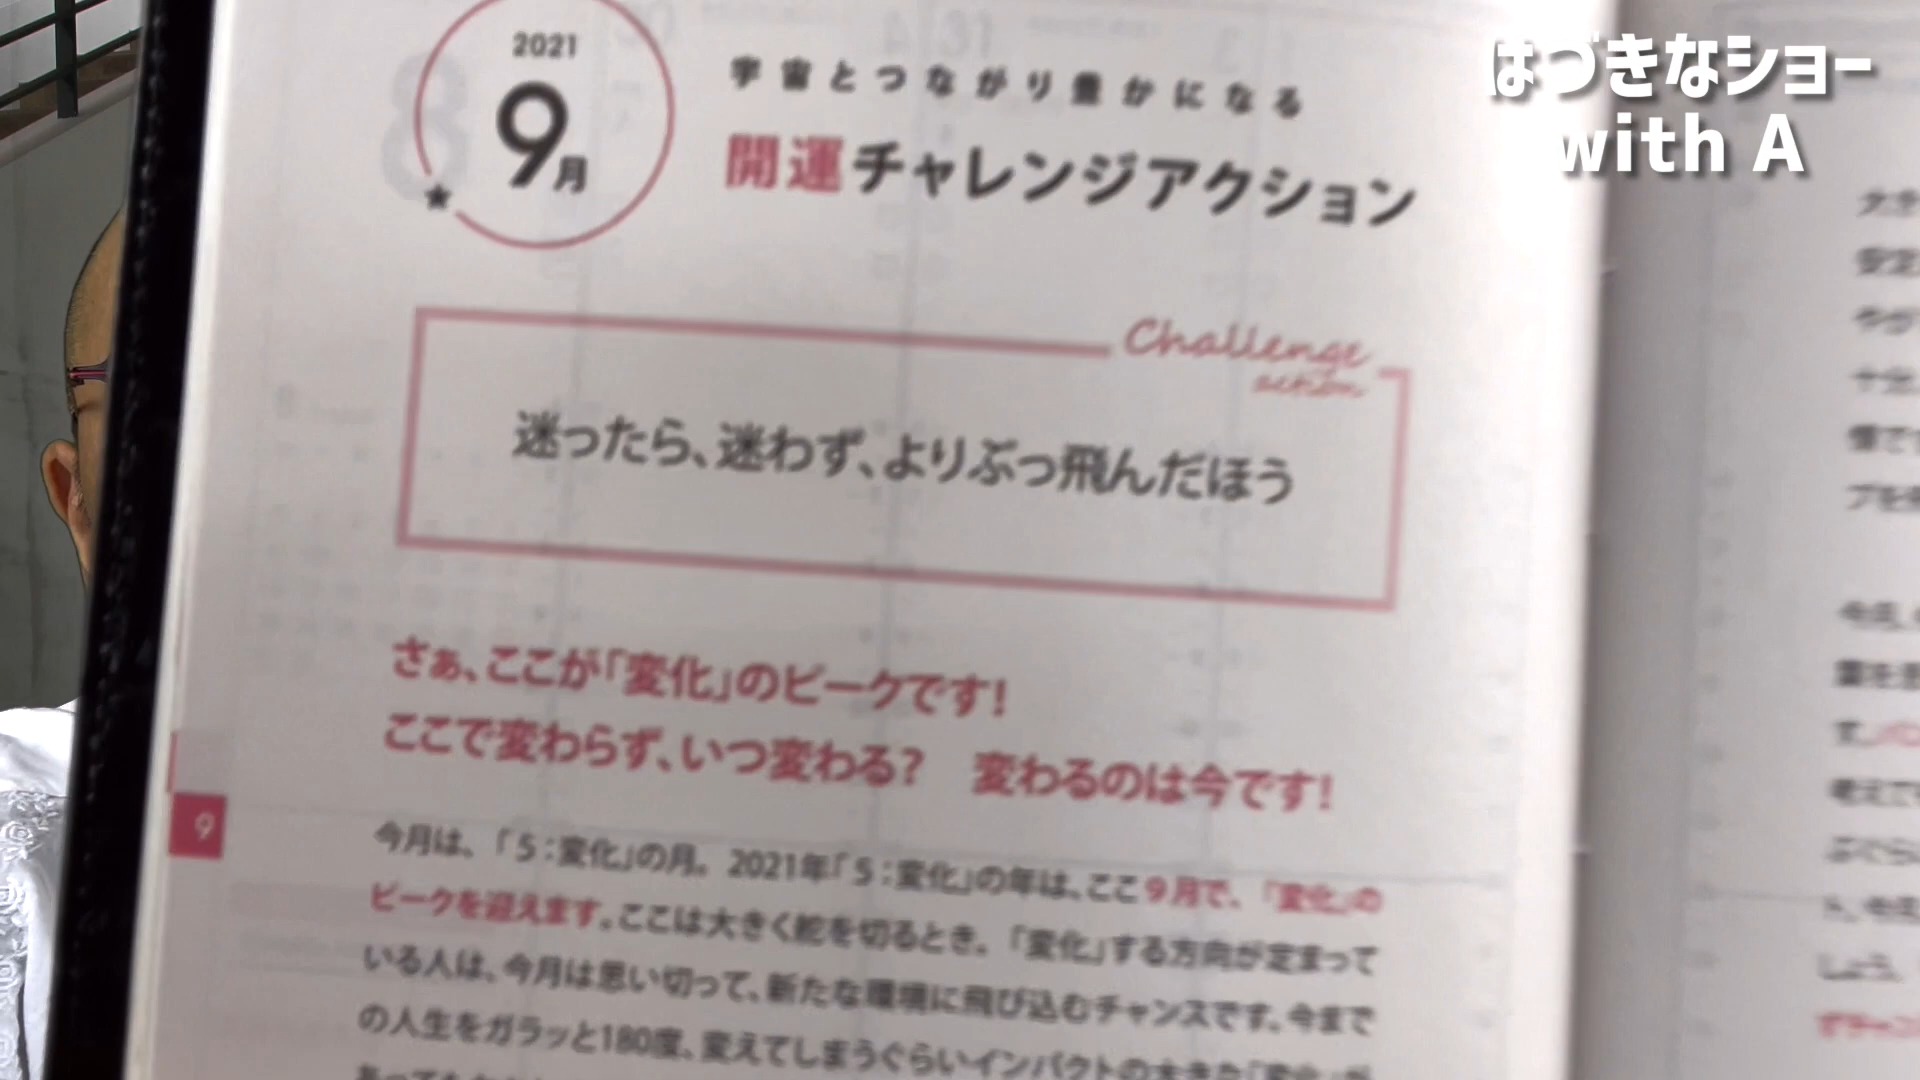 はづきなショー
with A
2021
9月
宇宙とつながり豊かになる
開運チャレンジアクション
Challenge
action
迷ったら、迷わず、よりぶっ飛んだほう
さぁ、ここが「変化」のピークです!
ここで変わらず、いつ変わる? 変わるのは今です!
9
今月は、「5:変化」の月。2021年「5:変化」の年は、ここ9月で、「変化」の
ピークを迎えます。ここは大きく舵を切るとき。「変化」する方向が定まって
いる人は、今月は思い切って、新たな環境に飛び込むチャンスです。今まで
の人生をガラッと180度、変えてしまうぐらいインパクトの大きな「変化」が